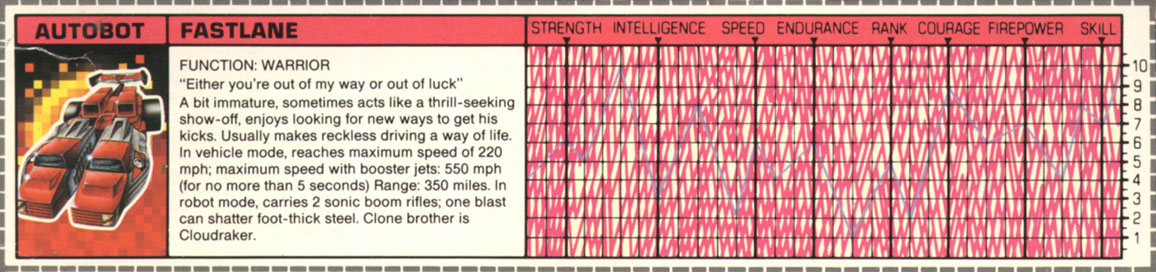 AUTOBOT FASTLANE STRENGTH INTELLIGENCE SPEED ENDURANCE RANK COURAGE FIREPOWER SKILL
FUNCTION: WARRIOR
"Either you're out of my way or out of luck"
A bit immature, sometimes acts like a thrill-seeking
show-off, enjoys looking for new ways to get his
kicks. Usually makes reckless driving a way of life.
In vehicle mode, reaches maximum speed of 220
mph; maximum speed with booster jets: 550 mph
(for no more than 5 seconds) Range: 350 miles. In
robot mode, carries 2 sonic boom rifles; one blast
can shatter foot-thick steel. Clone brother is
Cloudraker.
10
9
8
7
6
5
4
3
2
1